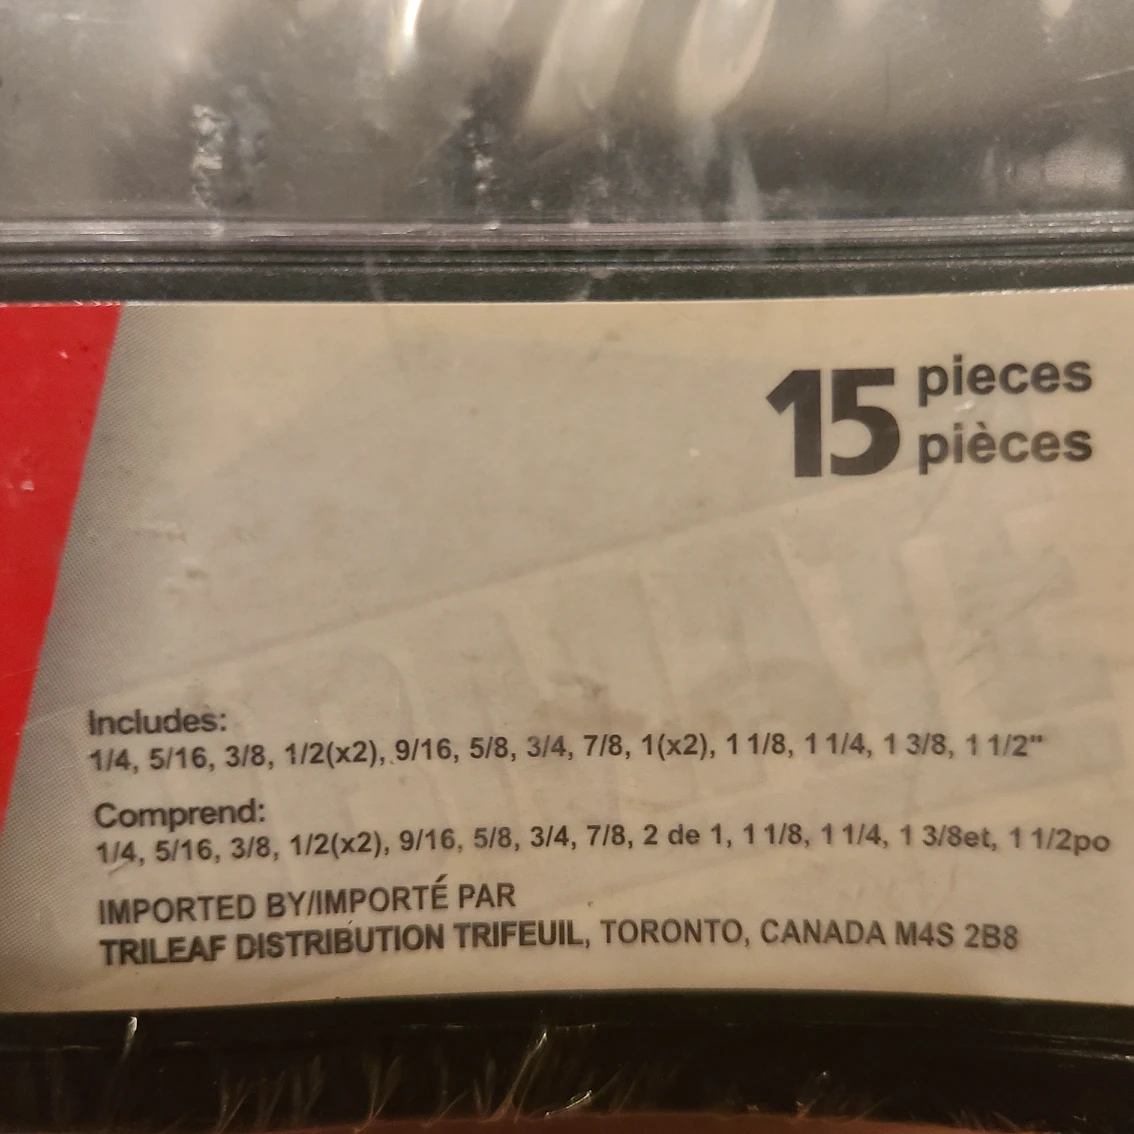 15 pieces
pièces
Includes:
1/4, 5/16, 3/8, 1/2(x2), 9/16, 5/8, 3/4, 7/8, 1(x2), 1 1/8, 1 1/4, 1 3/8, 1 1/2"
Comprend:
1/4, 5/16, 3/8, 1/2(x2), 9/16, 5/8, 3/4, 7/8, 2 de 1, 1 1/8, 1 1/4, 1 3/8et, 1 1/2po
IMPORTED BY/IMPORTÉ PAR
TRILEAF DISTRIBUTION TRIFEUIL, TORONTO, CANADA M4S 2B8